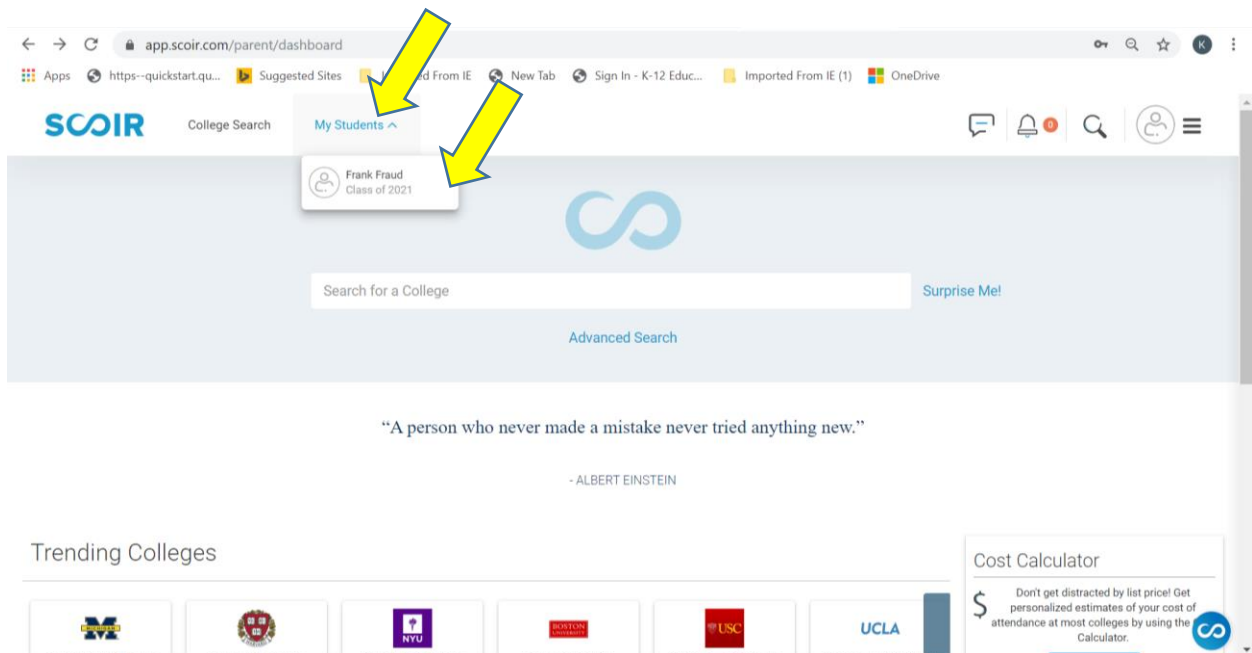 app.scoir.com/parent/dashboard
K
Apps https--quickstart.qu... Suggested Sites From IE New Tab Sign In - K-12 Educ... Imported From IE (1) OneDrive
SCOIR College Search My Students
0
Frank Fraud
Class of 2021
Search for a College Surprise Me!
Advanced Search
“A person who never made a mistake never tried anything new.”
- ALBERT EINSTEIN
Trending Colleges
Cost Calculator
$
Don't get distracted by list price! Get
personalized estimates of your cost of
attendance at most colleges by using the
Calculator.
MICHIGAN
NYU
BOSTON
UNIVERSITY
USC
UCLA